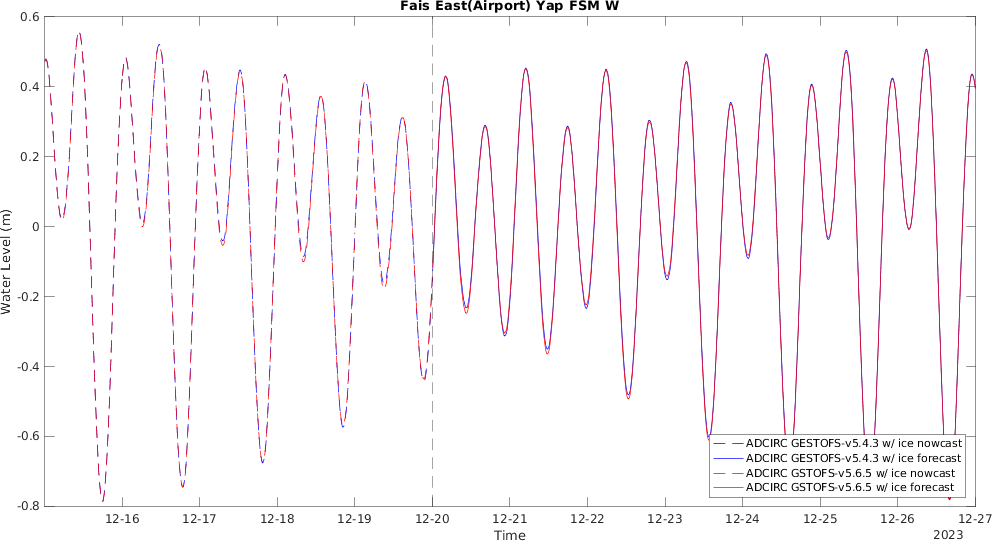 Fais East(Airport) Yap FSM W
0.6
0.4
0.2
0
-0.2
-0.4
-0.6
-0.8
Water Level (m)
12-16 12-17 12-18 12-19 12-20 12-21 12-22 12-23 12-24 12-25 12-26 12-27
Time
2023
ADCIRC GESTOFS-v5.4.3 w/ ice nowcast
ADCIRC GESTOFS-v5.4.3 w/ ice forecast
ADCIRC GSTOFS-v5.6.5 w/ ice nowcast
ADCIRC GSTOFS-v5.6.5 w/ ice forecast